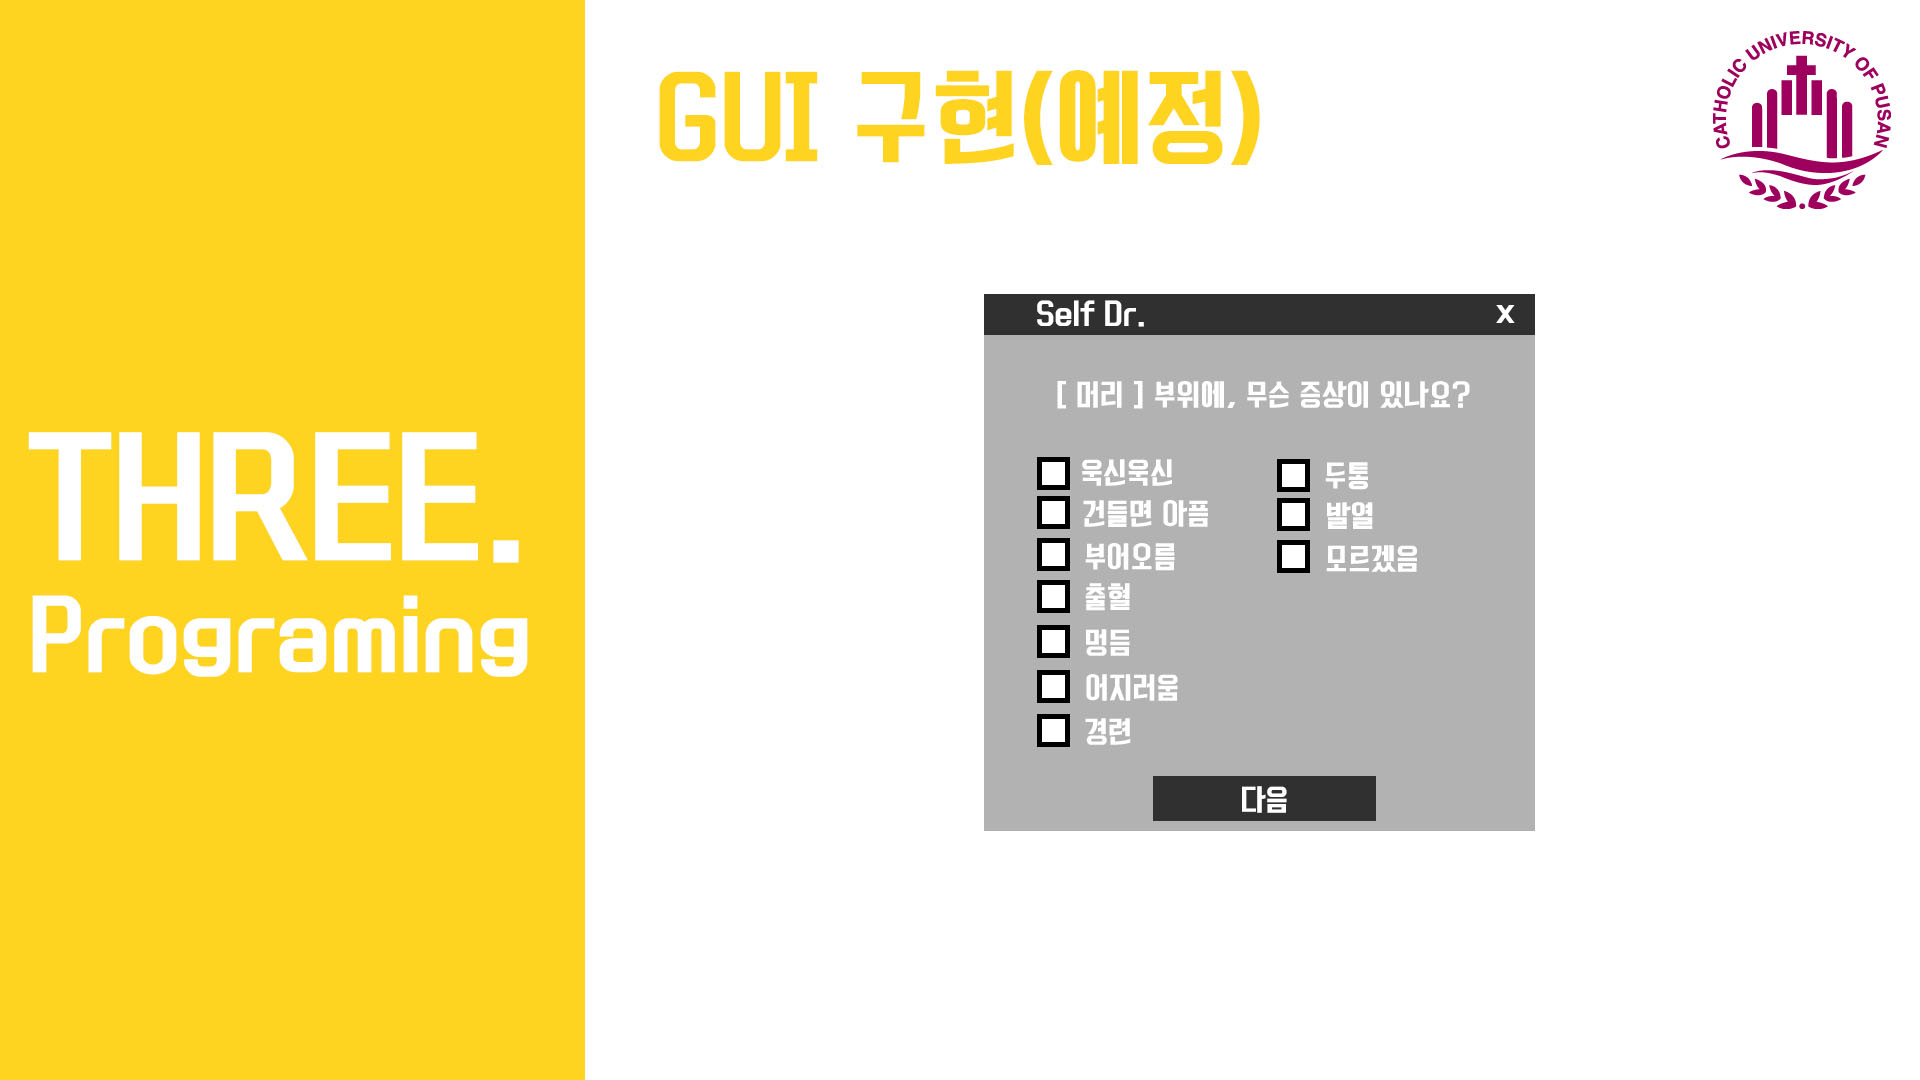 THREE.
Programing
GUI 구현(예정)
CATHOLIC UNIVERSITY OF PUSAN
Self Dr.
X
[ 머리 ] 부위에, 무슨 증상이 있나요?
욱신욱신
건들면 아픔
부어오름
출혈
멍듬
어지러움
경련
두통
발열
모르겠음
다음